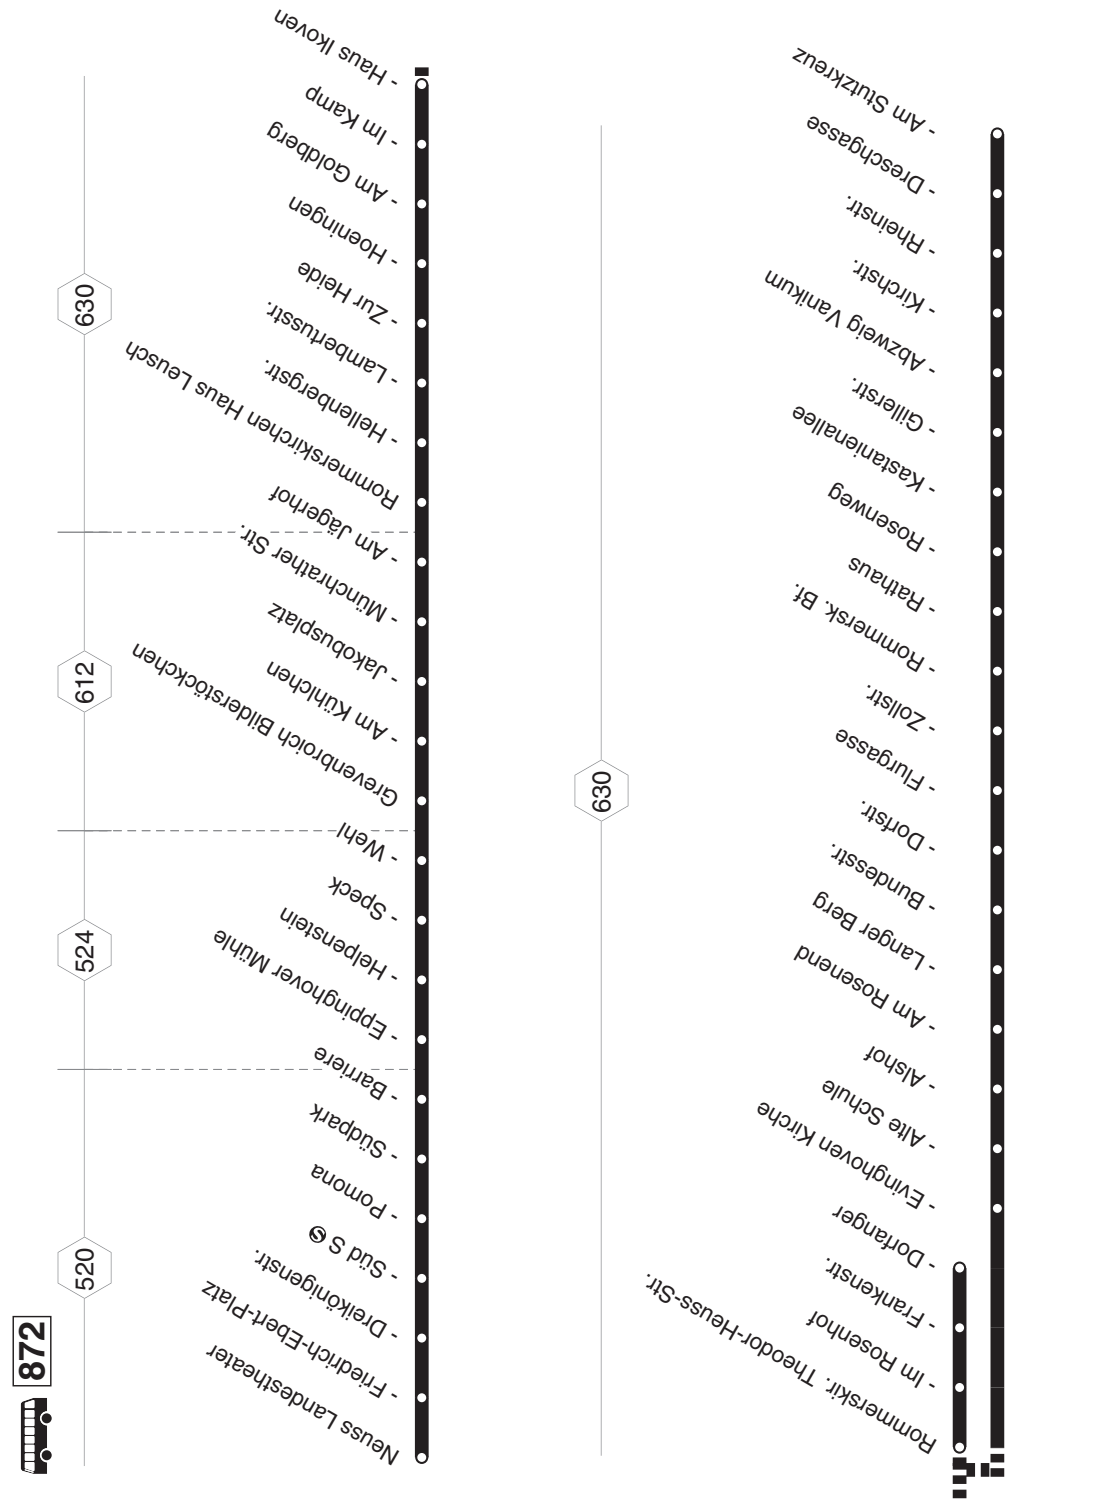 872
520
524
612
630
Neuss Landestheater
- Friedrich-Ebert-Platz
- Dreikönigenstr.
- Süd S
- Pomona
- Südpark
- Barriere
- Eppinghover Mühle
- Helpenstein
- Speck
- Wehl
Grevenbroich Bilderstöckchen
- Am Kühlchen
- Jakobusplatz
- Münchrather Str.
- Am Jägerhof
Rommerskirchen Haus Leusch
- Hellenbergstr.
- Lambertusstr.
- Zur Heide
- Hoeningen
- Am Goldberg
- Im Kamp
- Haus Ikoven
630
Rommerskir. Theodor-Heuss-Str.
- Im Rosenhof
- Frankenstr.
- Dorfanger
- Evinghoven Kirche
- Alte Schule
- Alshof
- Am Rosenend
- Langer Berg
- Bundesstr.
- Dorfstr.
- Flurgasse
- Zollstr.
- Rommersk. Bf.
- Rathaus
- Rosenweg
- Kastanienallee
- Gillerstr.
- Abzweig Vanikum
- Kirchstr.
- Rheinstr.
- Dreschgasse
- Am Stutzkreuz